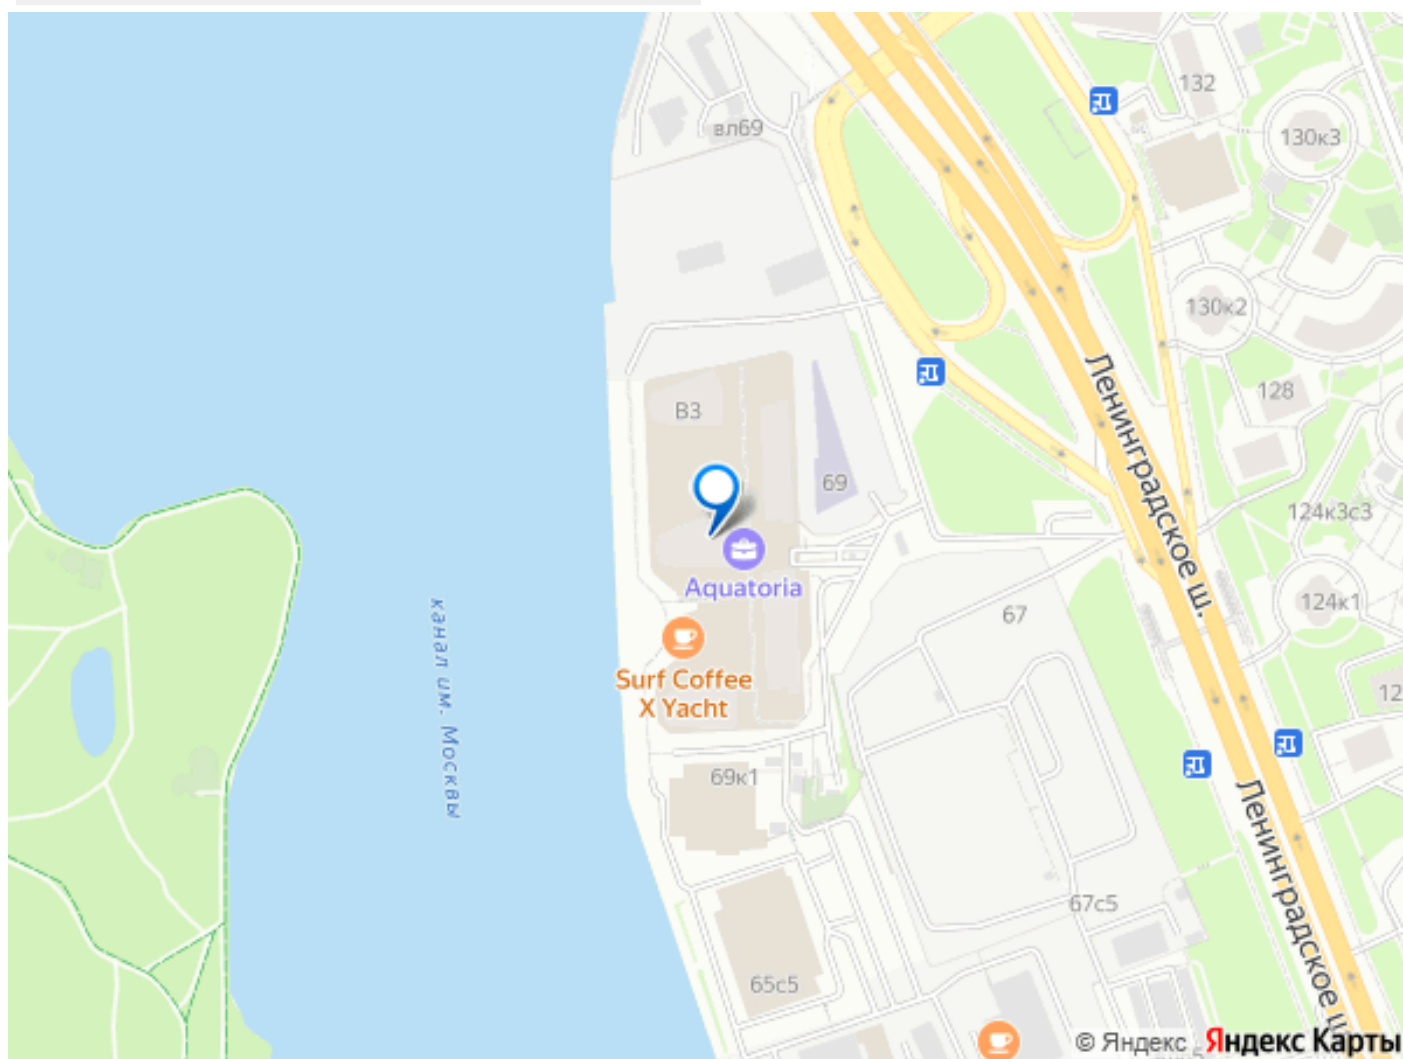 132
вл69
130к3
130к2
Ленинградское ш.
128
В3
69
124к3с3
Aquatoria
124к1
67
канал им. Москвы
Surf Coffee
X Yacht
12
69к1
Ленинградское ш.
67с5
65с5
© Яндекс
Яндекс Карты